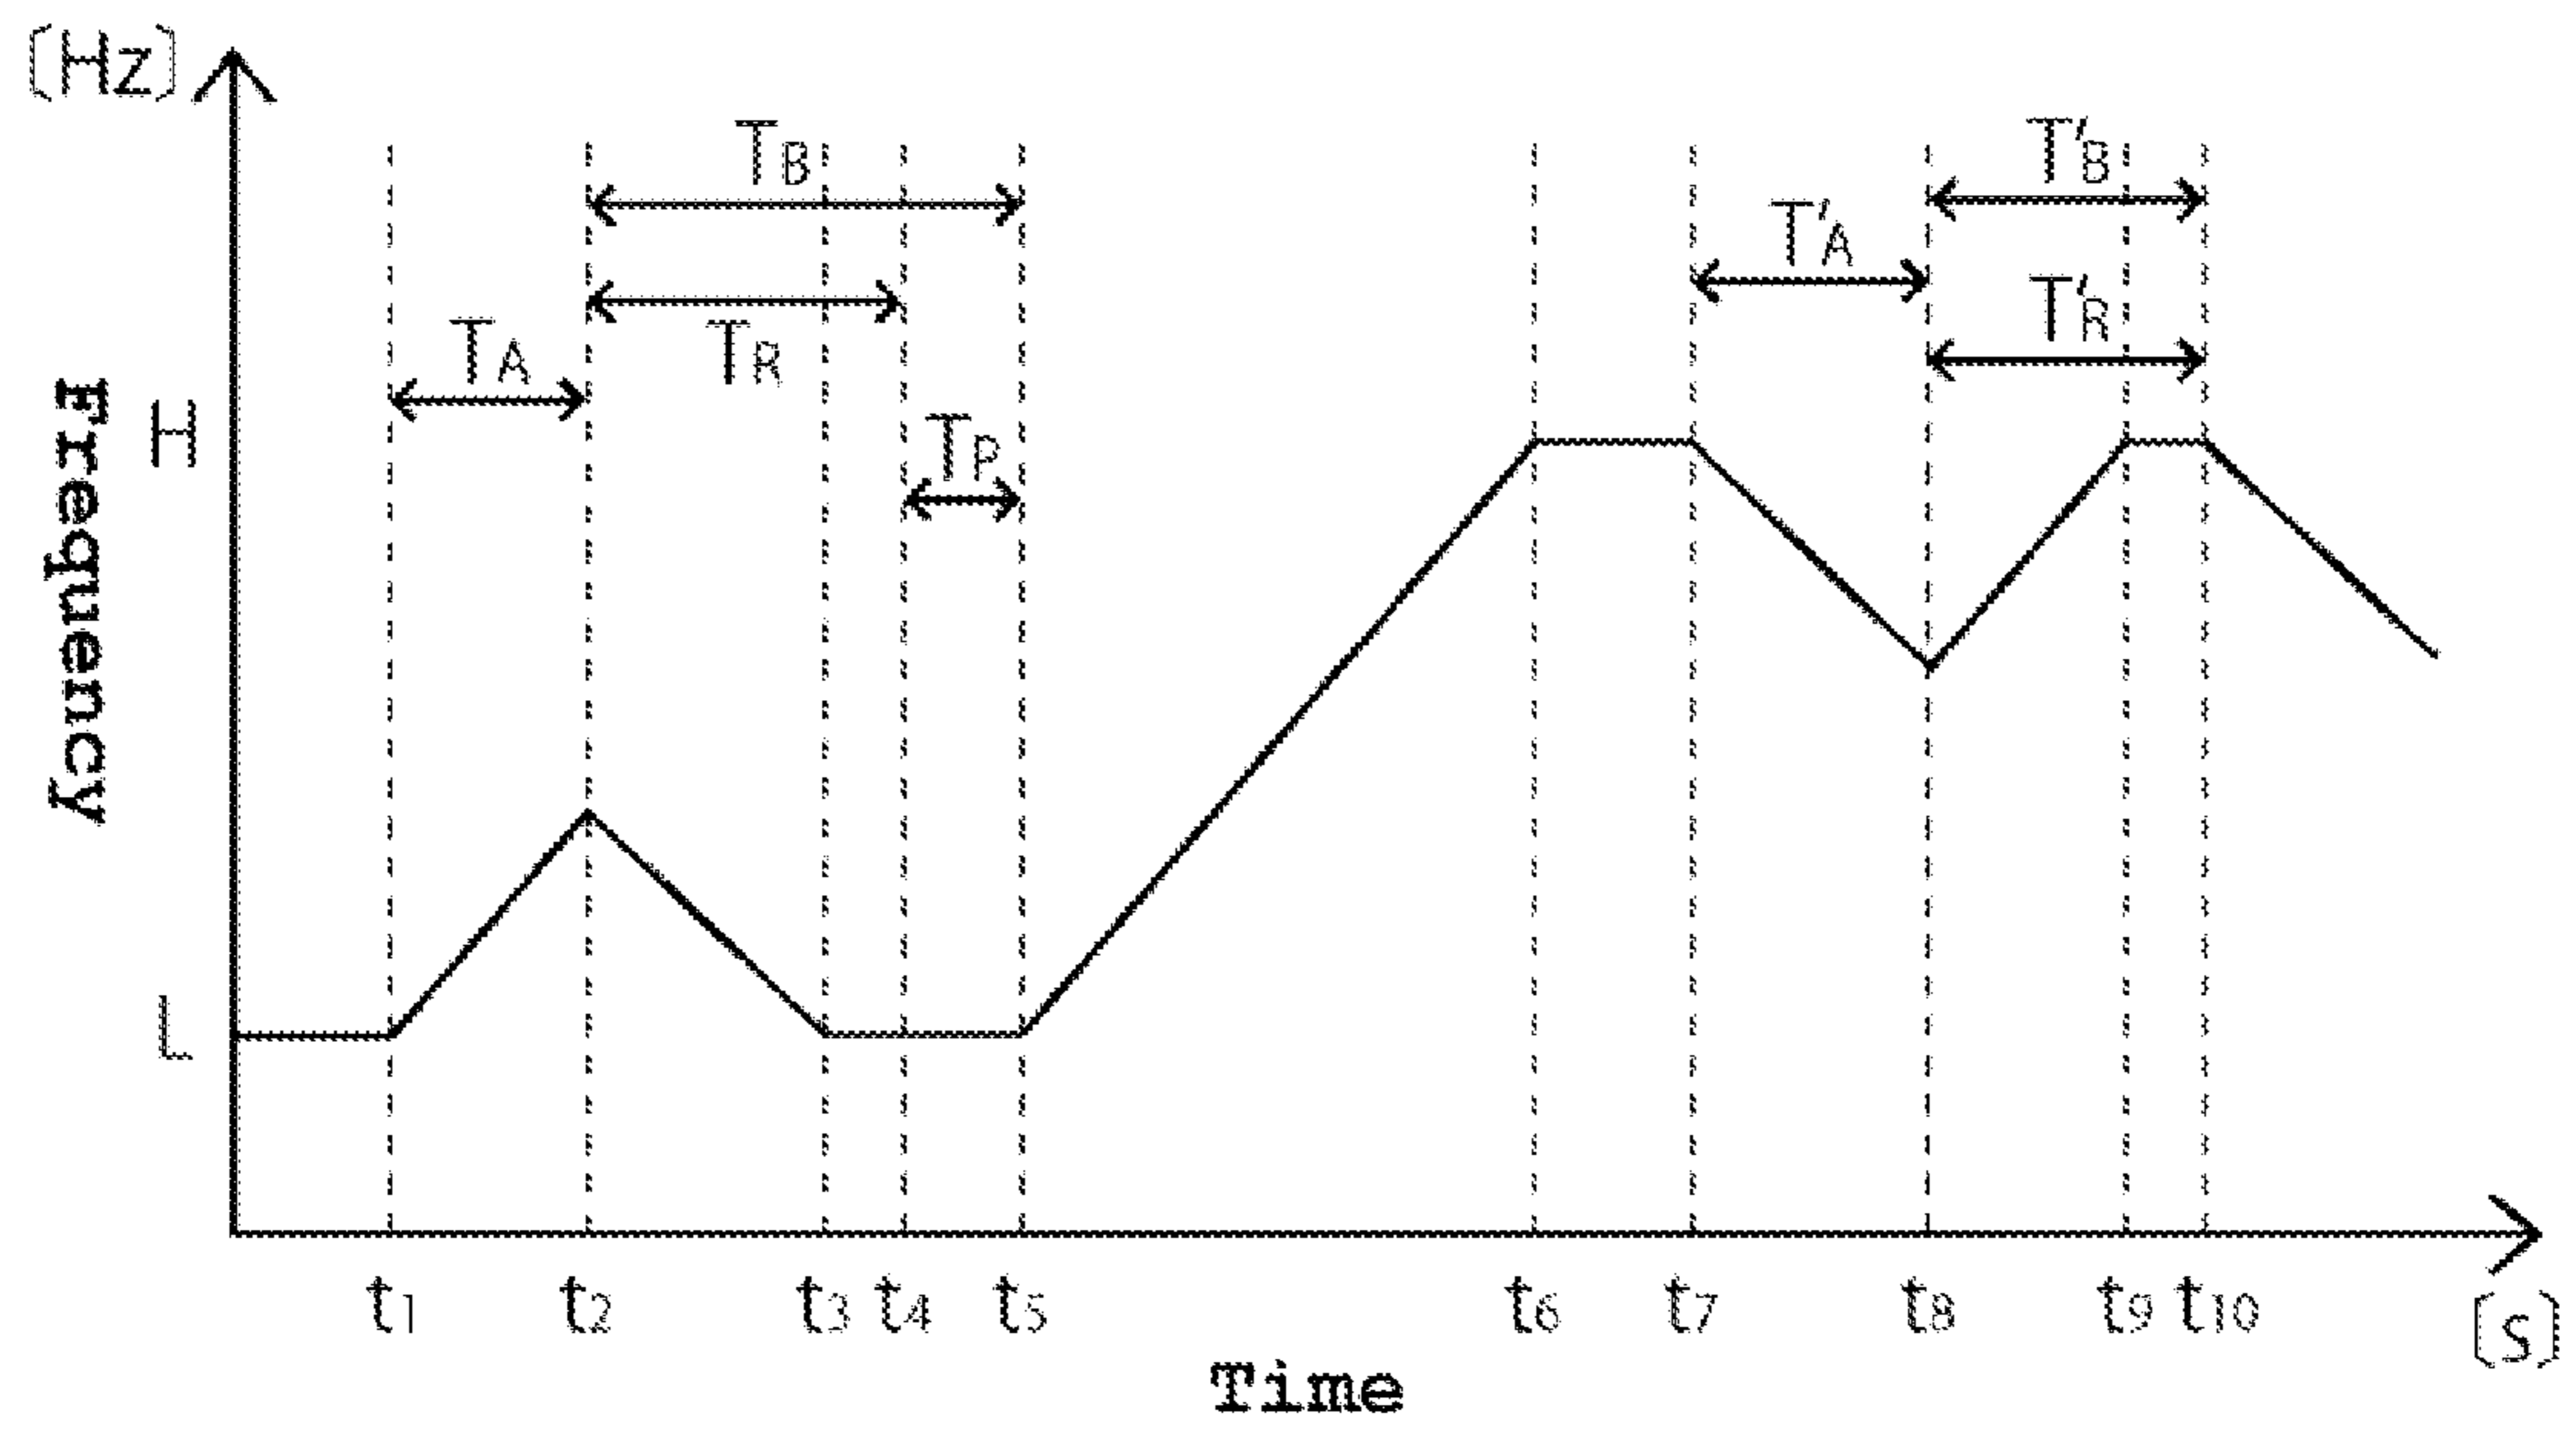 [Hz]
TB
T'B
T'A
T'R
TA
TR
H
TP
Frequency
L
t1 t2 t3 t4 t5 t6 t7 t8 t9 t10
[s]
Time